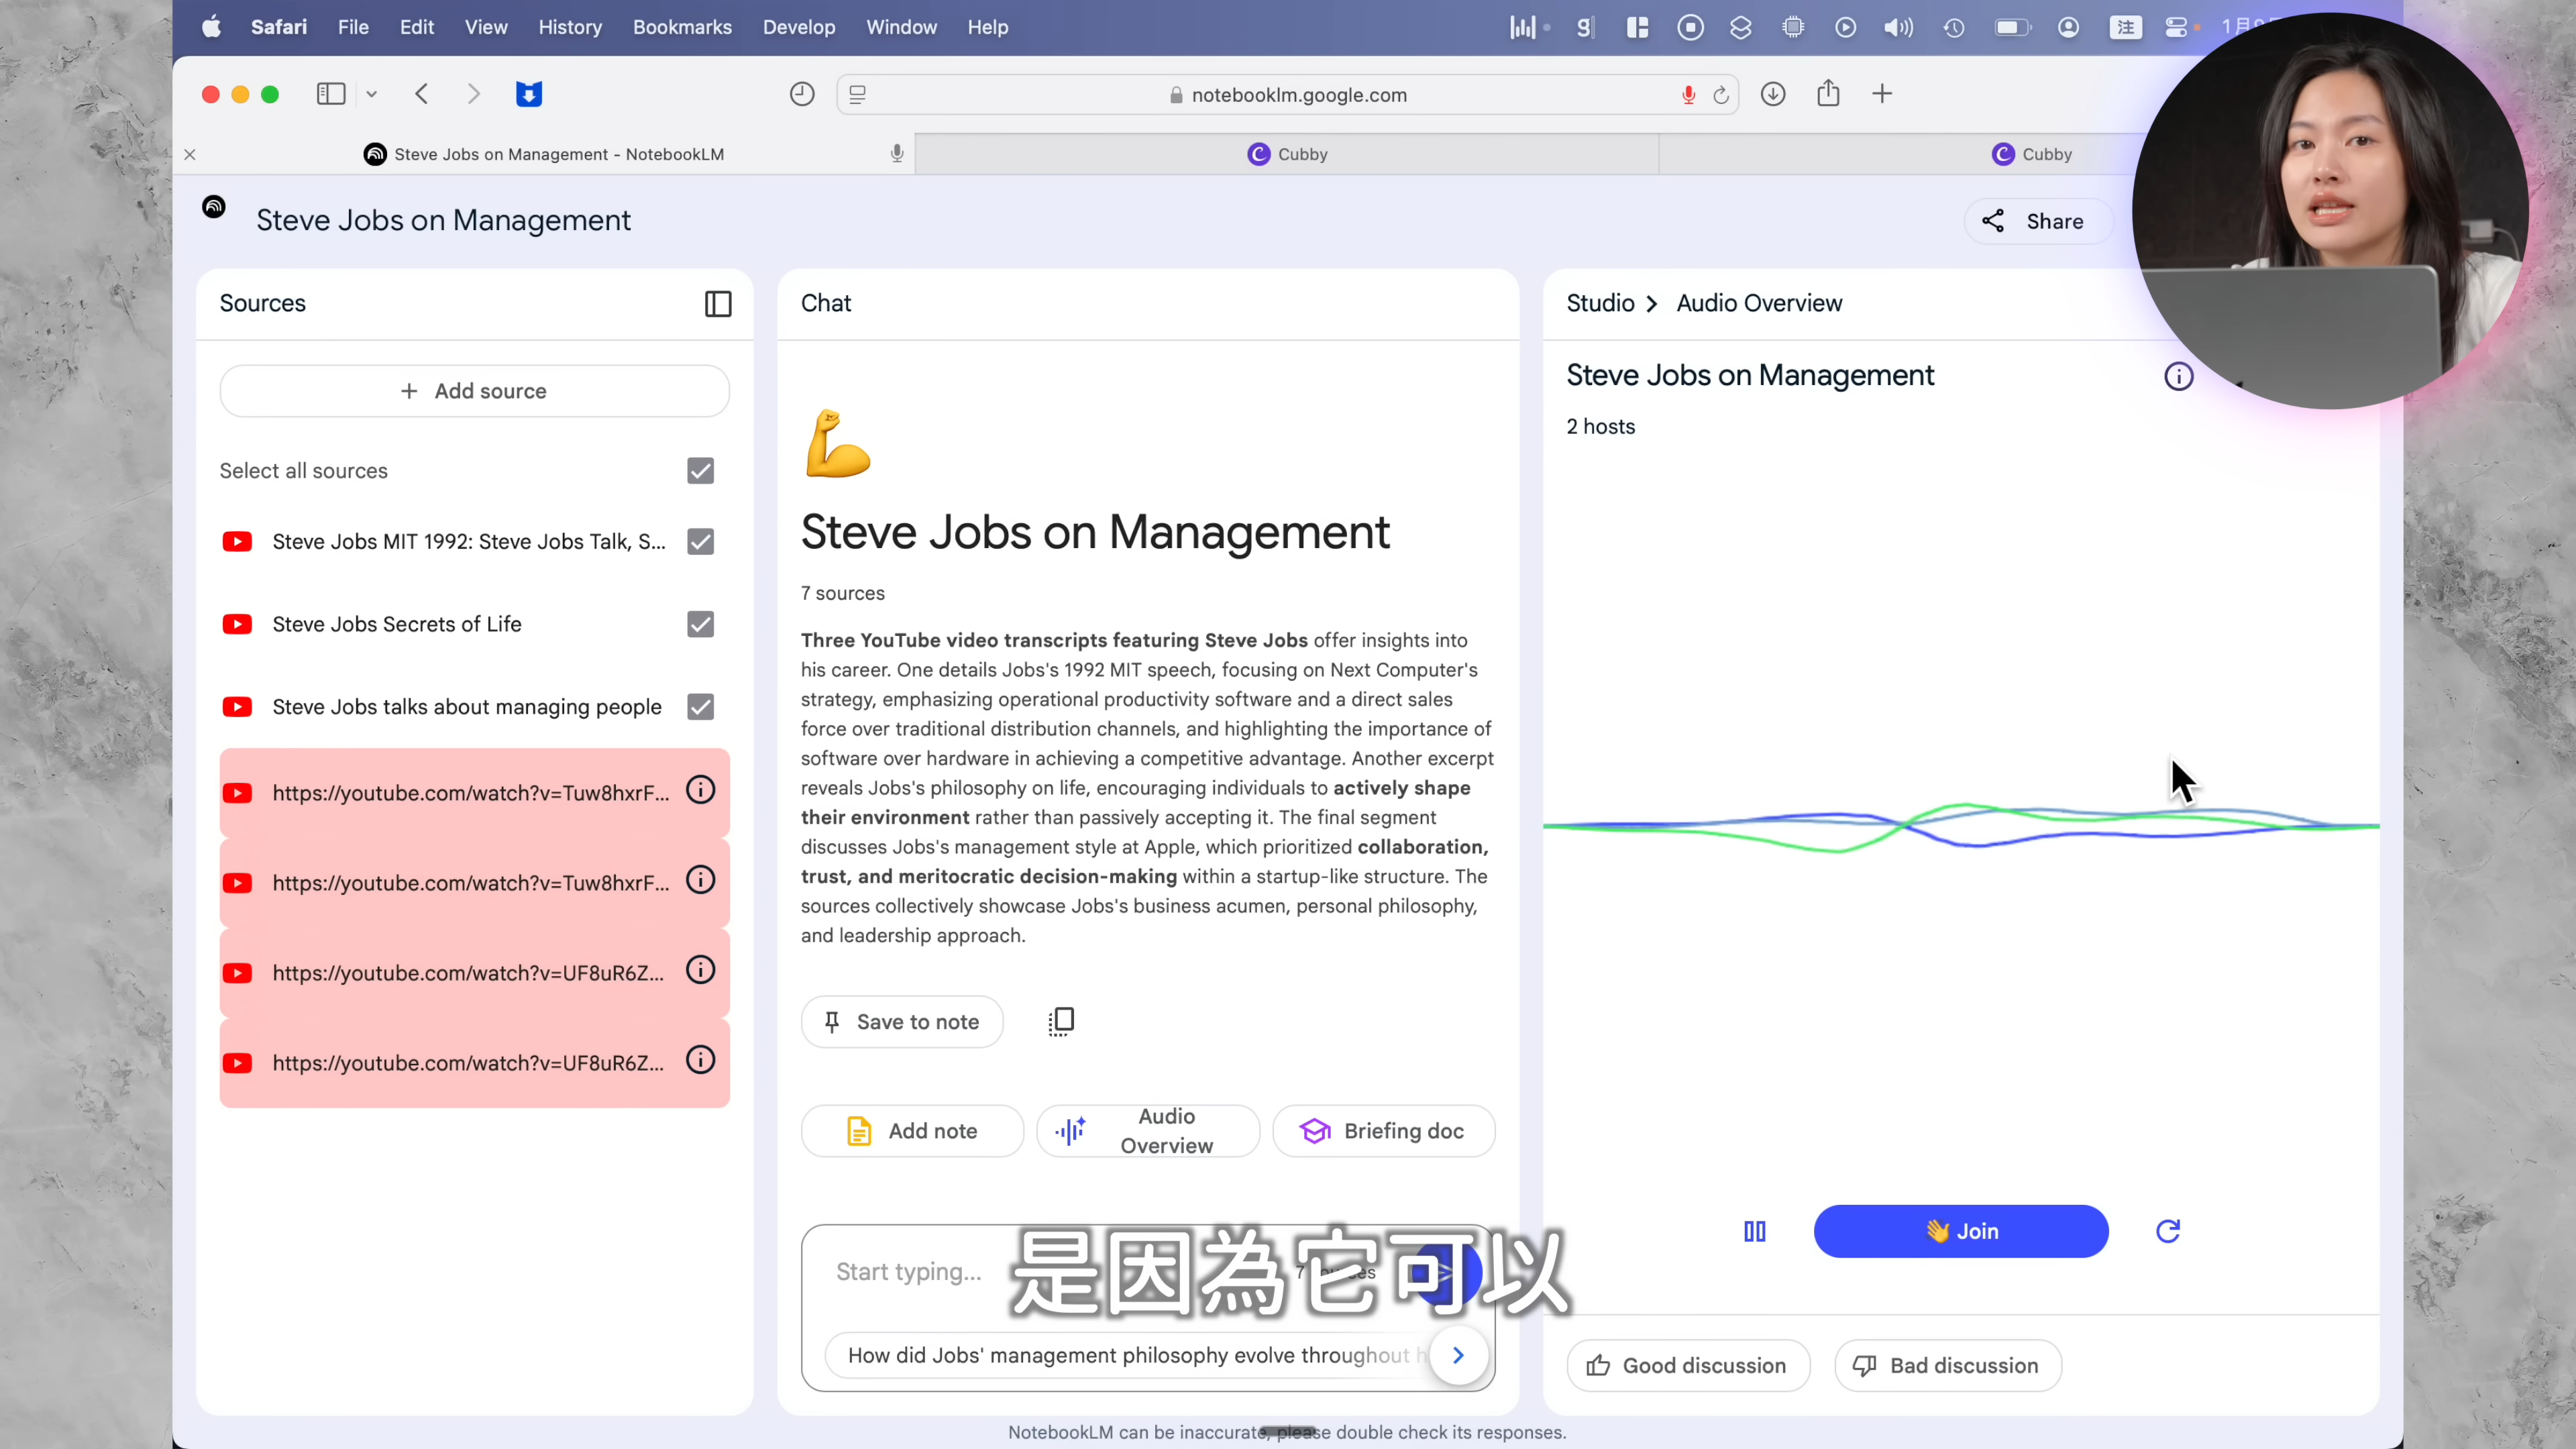 Safari File Edit View History Bookmarks Develop Window Help
注
notebooklm.google.com
Steve Jobs on Management - NotebookLM
Cubby
Cubby
Steve Jobs on Management
Share
Sources
Add source
Select all sources
Steve Jobs MIT 1992: Steve Jobs Talk, S...
Steve Jobs Secrets of Life
Steve Jobs talks about managing people
https://youtube.com/watch?v=Tuw8hxrF...
https://youtube.com/watch?v=Tuw8hxrF...
https://youtube.com/watch?v=UF8uR6Z...
https://youtube.com/watch?v=UF8uR6Z...
Chat
Steve Jobs on Management
7 sources
Three YouTube video transcripts featuring Steve Jobs offer insights into
his career. One details Jobs's 1992 MIT speech, focusing on Next Computer's
strategy, emphasizing operational productivity software and a direct sales
force over traditional distribution channels, and highlighting the importance of
software over hardware in achieving a competitive advantage. Another excerpt
reveals Jobs's philosophy on life, encouraging individuals to actively shape
their environment rather than passively accepting it. The final segment
discusses Jobs's management style at Apple, which prioritized collaboration,
trust, and meritocratic decision-making within a startup-like structure. The
sources collectively showcase Jobs's business acumen, personal philosophy,
and leadership approach.
Save to note
Add note
Audio
Overview
Briefing doc
Start typing...
是因為它可以
How did Jobs' management philosophy evolve throughout
Studio > Audio Overview
Steve Jobs on Management
2 hosts
Join
Good discussion
Bad discussion
NotebookLM can be inaccurate, please double check its responses.